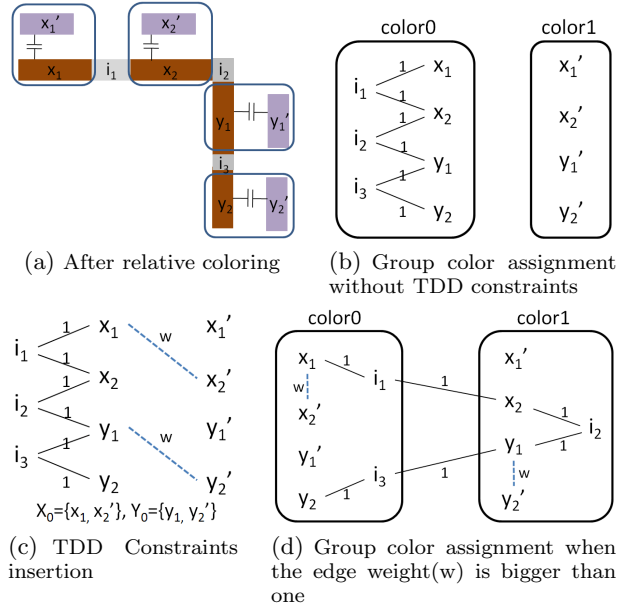 x₁’
x₂’
x₁
i₁
x₂
i₂
y₁
y₁’
i₃
y₂
y₂’
(a) After relative coloring
color0
color1
1
x₁
x₁’
i₁
1
1
x₂
x₂’
i₂
1
1
y₁
y₁’
i₃
1
y₂
y₂’
(b) Group color assignment
without TDD constraints
1
x₁
x₁’
w
i₁
1
x₂
x₂’
1
i₂
1
y₁
y₁’
w
i₃
1
1
y₂
y₂’
X₀={x₁, x₂’}, Y₀={y₁, y₂’}
(c) TDD Constraints
insertion
color0
color1
x₁
1
x₁’
w
i₁
1
x₂
1
x₂’
i₂
y₁’
y₁
1
w
y₂
1
i₃
1
y₂’
(d) Group color assignment when
the edge weight(w) is bigger than
one